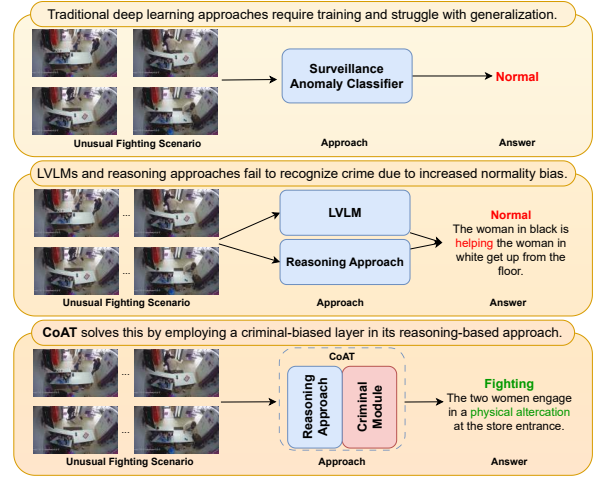 Traditional deep learning approaches require training and struggle with generalization.
Surveillance
Anomaly Classifier
Normal
Unusual Fighting Scenario
Approach
Answer
LVLMs and reasoning approaches fail to recognize crime due to increased normality bias.
...
...
LVLM
Reasoning Approach
Normal
The woman in black is
helping the woman in
white get up from the
floor.
Unusual Fighting Scenario
Approach
Answer
CoAT solves this by employing a criminal-biased layer in its reasoning-based approach.
...
...
CoAT
Reasoning
Approach
Criminal
Module
Fighting
The two women engage
in a physical altercation
at the store entrance.
Unusual Fighting Scenario
Approach
Answer